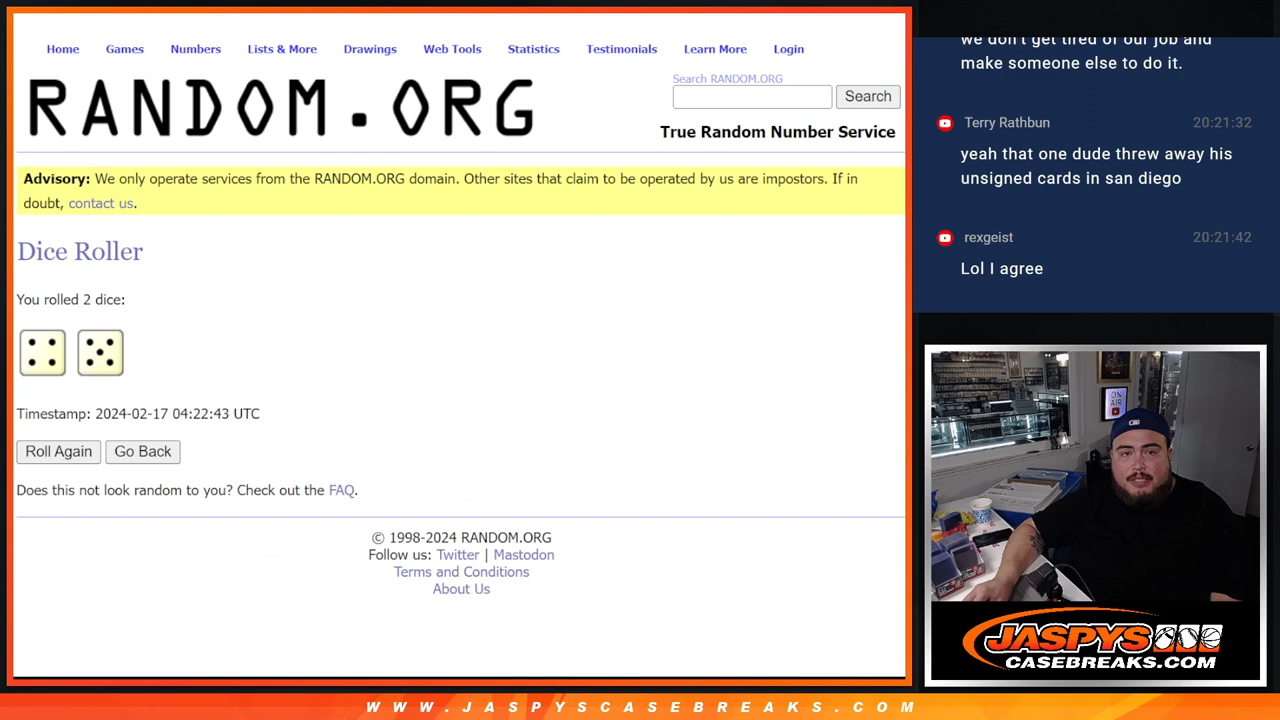 Home Games Numbers Lists & More Drawings Web Tools Statistics Testimonials Learn More Login
RANDOM.ORG
Search RANDOM.ORG
Search
True Random Number Service
Advisory: We only operate services from the RANDOM.ORG domain. Other sites that claim to be operated by us are impostors. If in
doubt, contact us.
Dice Roller
You rolled 2 dice:
Timestamp: 2024-02-17 04:22:43 UTC
Roll Again Go Back
Does this not look random to you? Check out the FAQ.
© 1998-2024 RANDOM.ORG
Follow us: Twitter | Mastodon
Terms and Conditions
About Us
we don't get tired of our job and
make someone else to do it.
Terry Rathbun 20:21:32
yeah that one dude threw away his
unsigned cards in san diego
rexgeist 20:21:42
Lol I agree
ON
AIR
JASPYS
CASEBREAKS.COM
WWW.JASPYSCASEBREAKS.COM